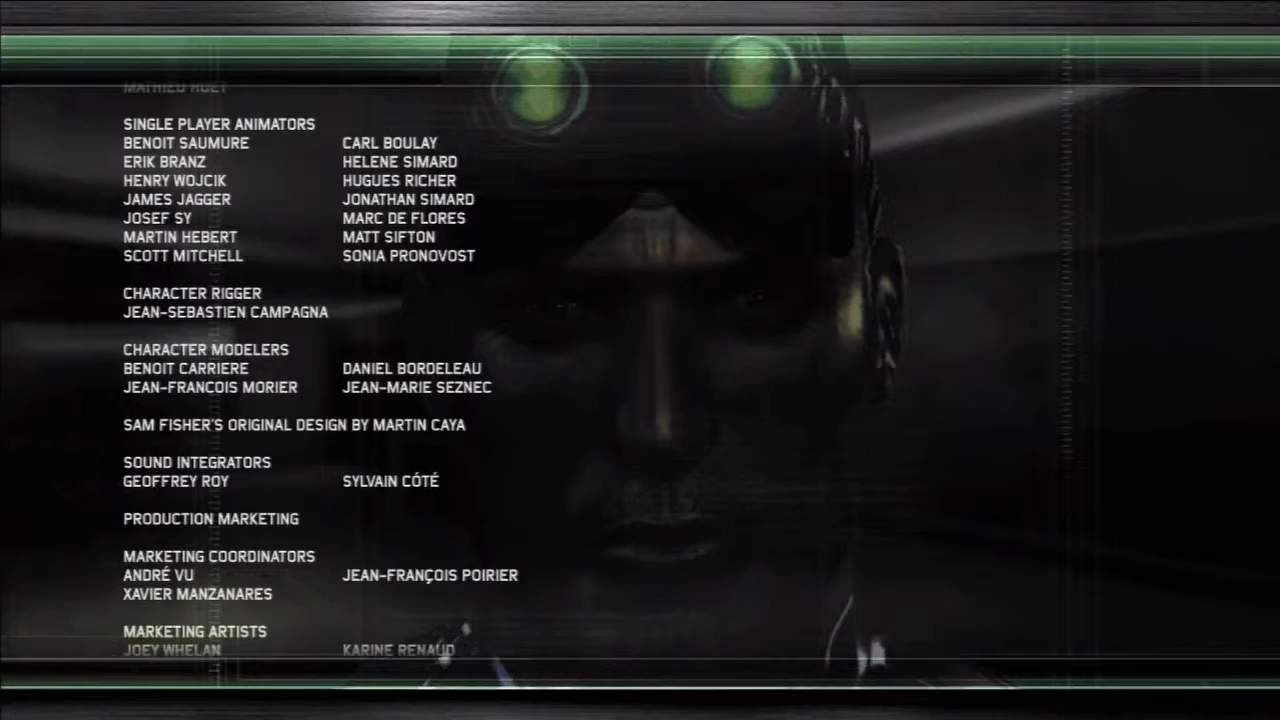 MATHIEU HUET
SINGLE PLAYER ANIMATORS
BENOIT SAUMURE CARL BOULAY
ERIK BRANZ HELENE SIMARD
HENRY WOJCIK HUGUES RICHER
JAMES JAGGER JONATHAN SIMARD
JOSEF SY MARC DE FLORES
MARTIN HEBERT MATT SIFTON
SCOTT MITCHELL SONIA PRONOVOST
CHARACTER RIGGER
JEAN-SEBASTIEN CAMPAGNA
CHARACTER MODELERS
BENOIT CARRIERE DANIEL BORDELEAU
JEAN-FRANCOIS MORIER JEAN-MARIE SEZNEC
SAM FISHER'S ORIGINAL DESIGN BY MARTIN CAYA
SOUND INTEGRATORS
GEOFFREY ROY SYLVAIN CÓTÉ
PRODUCTION MARKETING
MARKETING COORDINATORS
ANDRÉ VU JEAN-FRANÇOIS POIRIER
XAVIER MANZANARES
MARKETING ARTISTS
JOEY WHELAN KARINE RENAUD